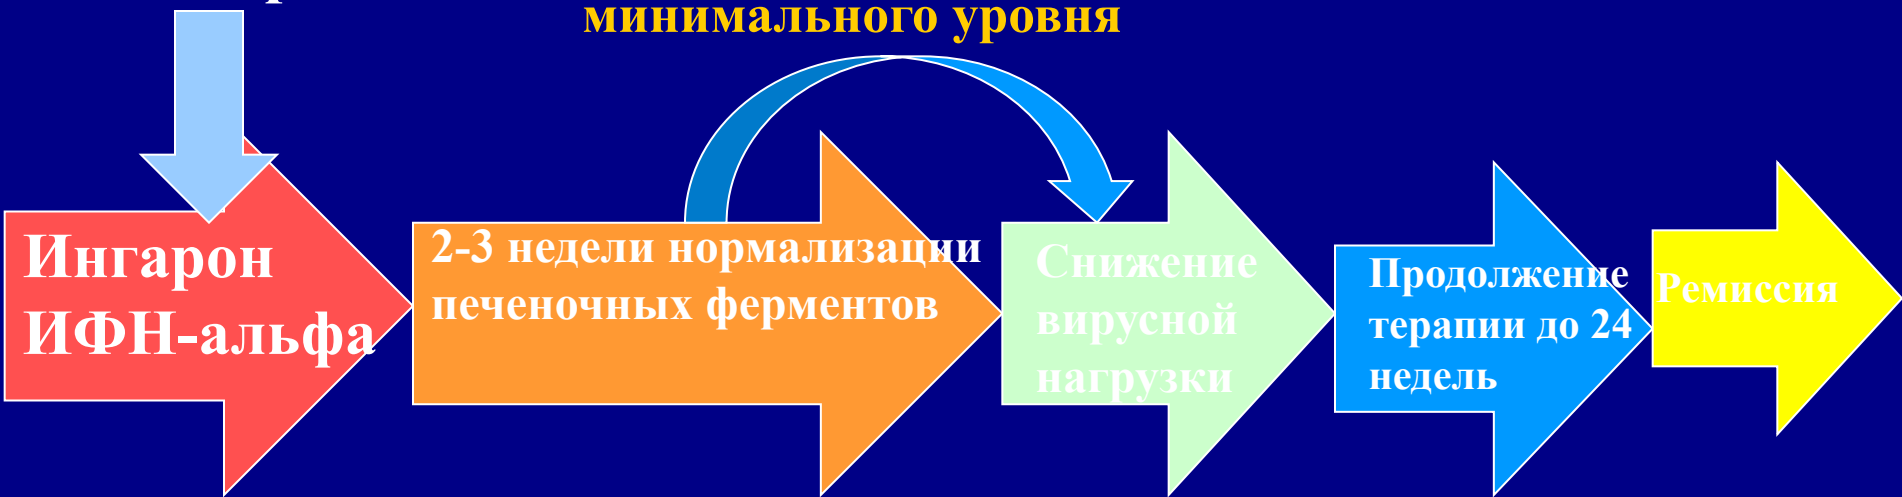 минимального уровня
Ингарон
ИФН-альфа
2-3 недели нормализации
печеночных ферментов
Снижение
вирусной
нагрузки
Продолжение
терапии до 24
недель
Ремиссия